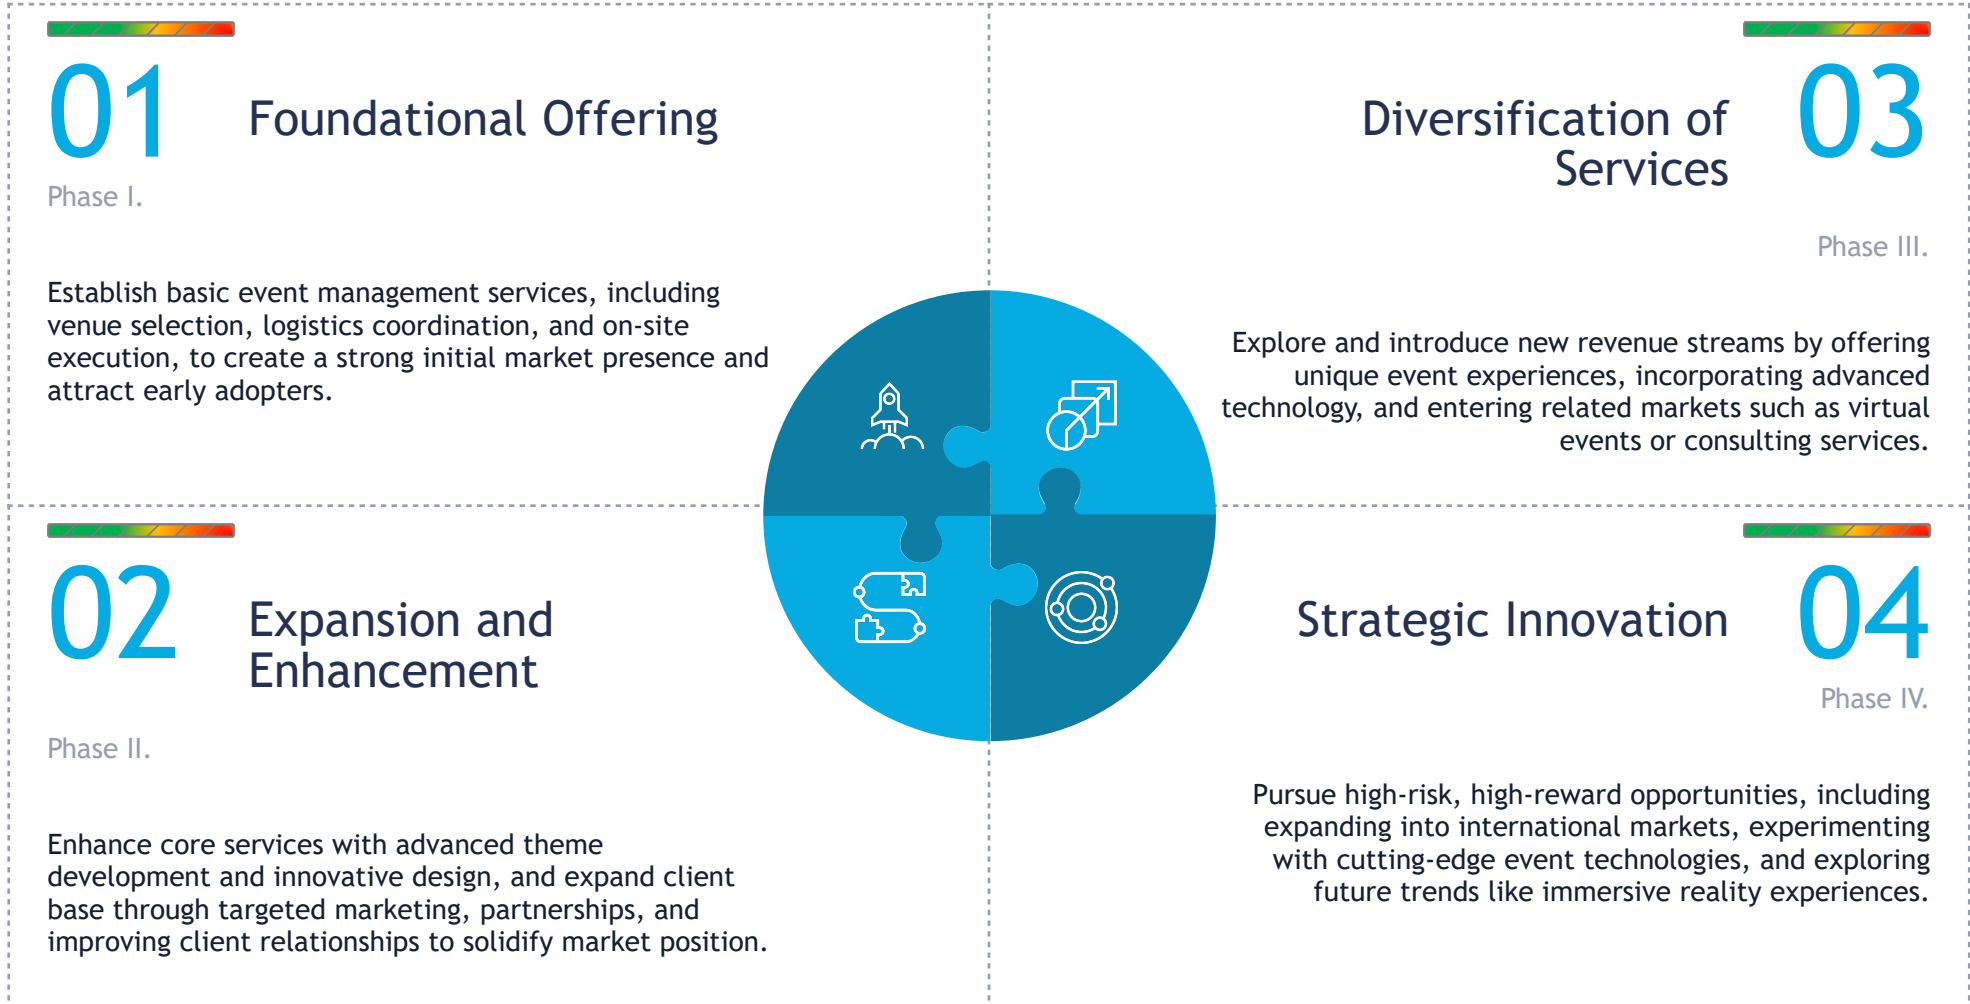 01
Foundational Offering
Phase I.
Establish basic event management services, including
venue selection, logistics coordination, and on-site
execution, to create a strong initial market presence and
attract early adopters.
02
Expansion and
Enhancement
Phase II.
Enhance core services with advanced theme
development and innovative design, and expand client
base through targeted marketing, partnerships, and
improving client relationships to solidify market position.
03
Diversification of
Services
Phase III.
Explore and introduce new revenue streams by offering
unique event experiences, incorporating advanced
technology, and entering related markets such as virtual
events or consulting services.
04
Strategic Innovation
Phase IV.
Pursue high-risk, high-reward opportunities, including
expanding into international markets, experimenting
with cutting-edge event technologies, and exploring
future trends like immersive reality experiences.